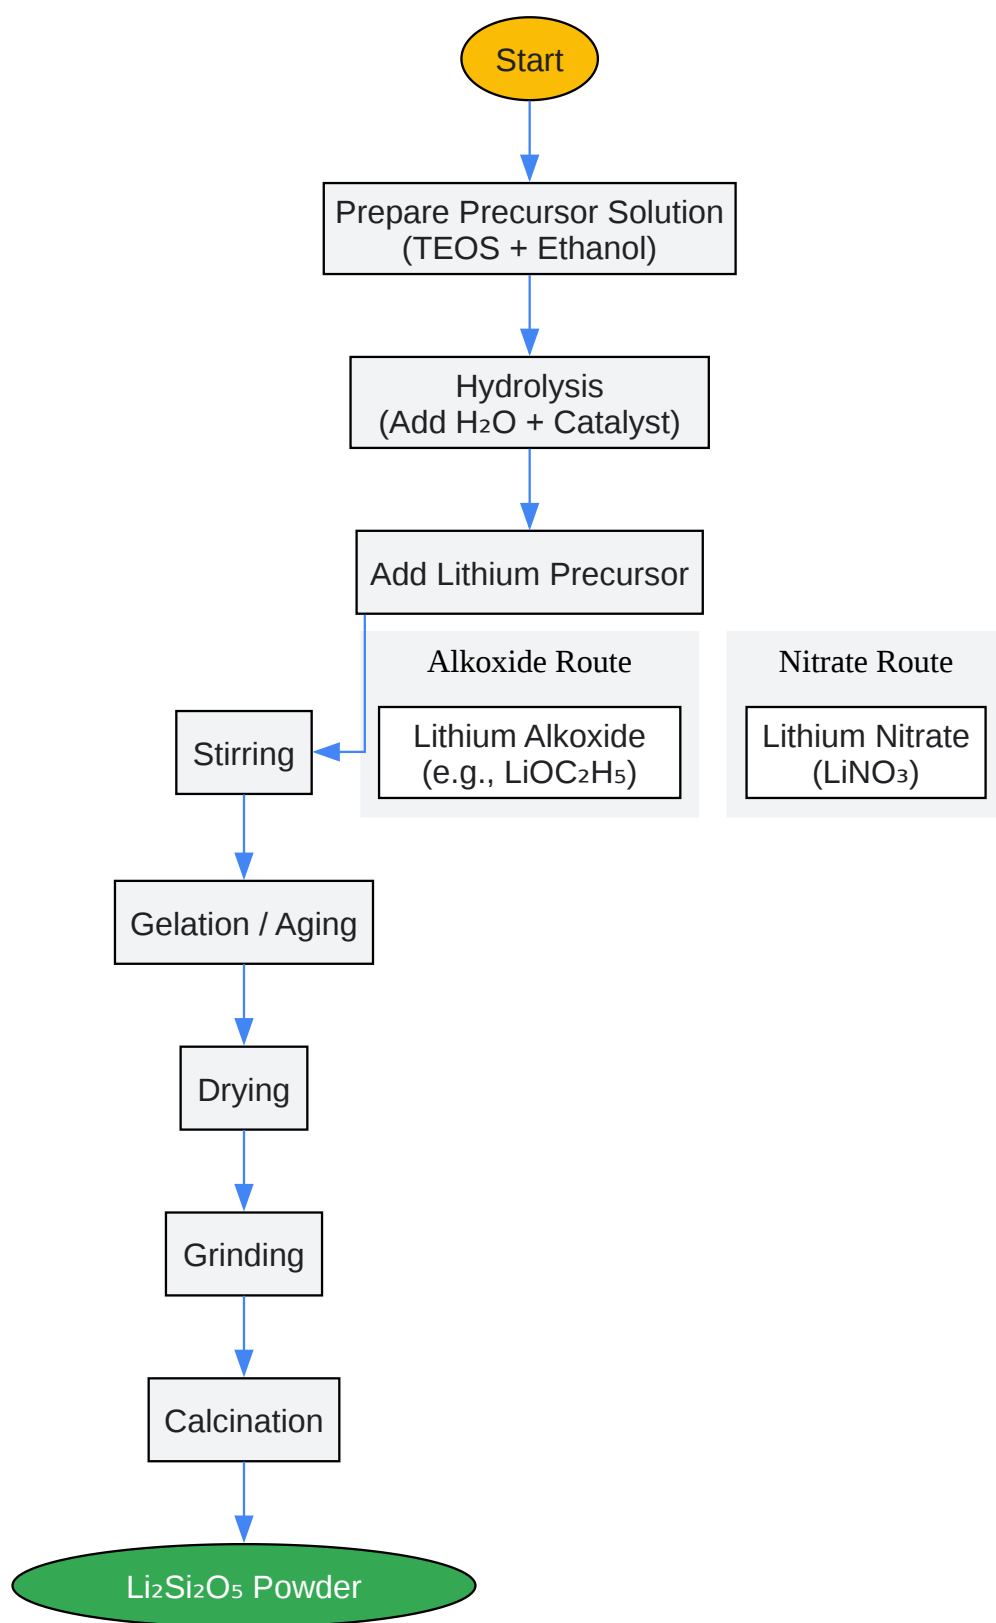 Start
Prepare Precursor Solution
(TEOS + Ethanol)
Hydrolysis
(Add H₂O + Catalyst)
Add Lithium Precursor
Alkoxide Route
Nitrate Route
Stirring
Lithium Alkoxide
(e.g., LiOC₂H₅)
Lithium Nitrate
(LiNO₃)
Gelation / Aging
Drying
Grinding
Calcination
Li₂Si₂O₅ Powder